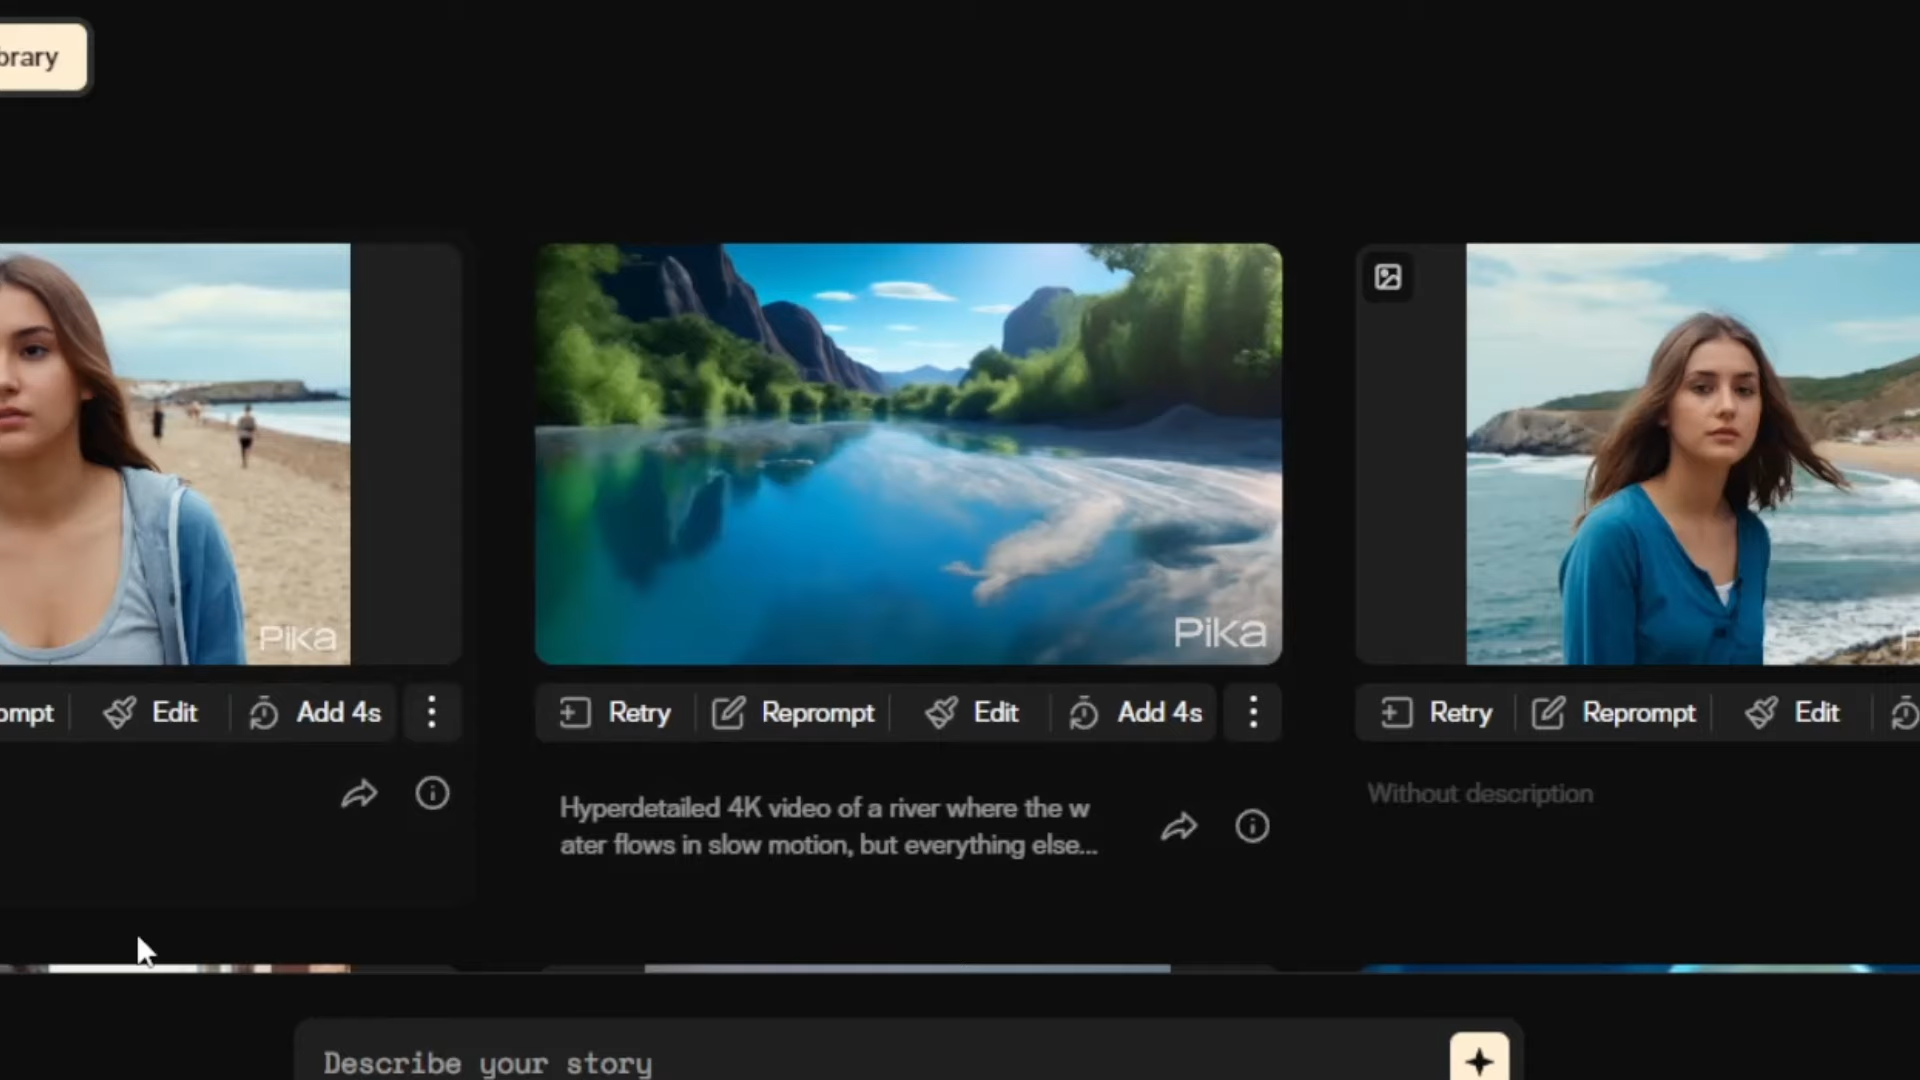 brary
Pika
Pika
ompt
Edit
Add 4s
Retry
Reprompt
Edit
Add 4s
Retry
Reprompt
Edit
Hyperdetailed 4K video of a river where the w
ater flows in slow motion, but everything else...
Without description
Describe your story